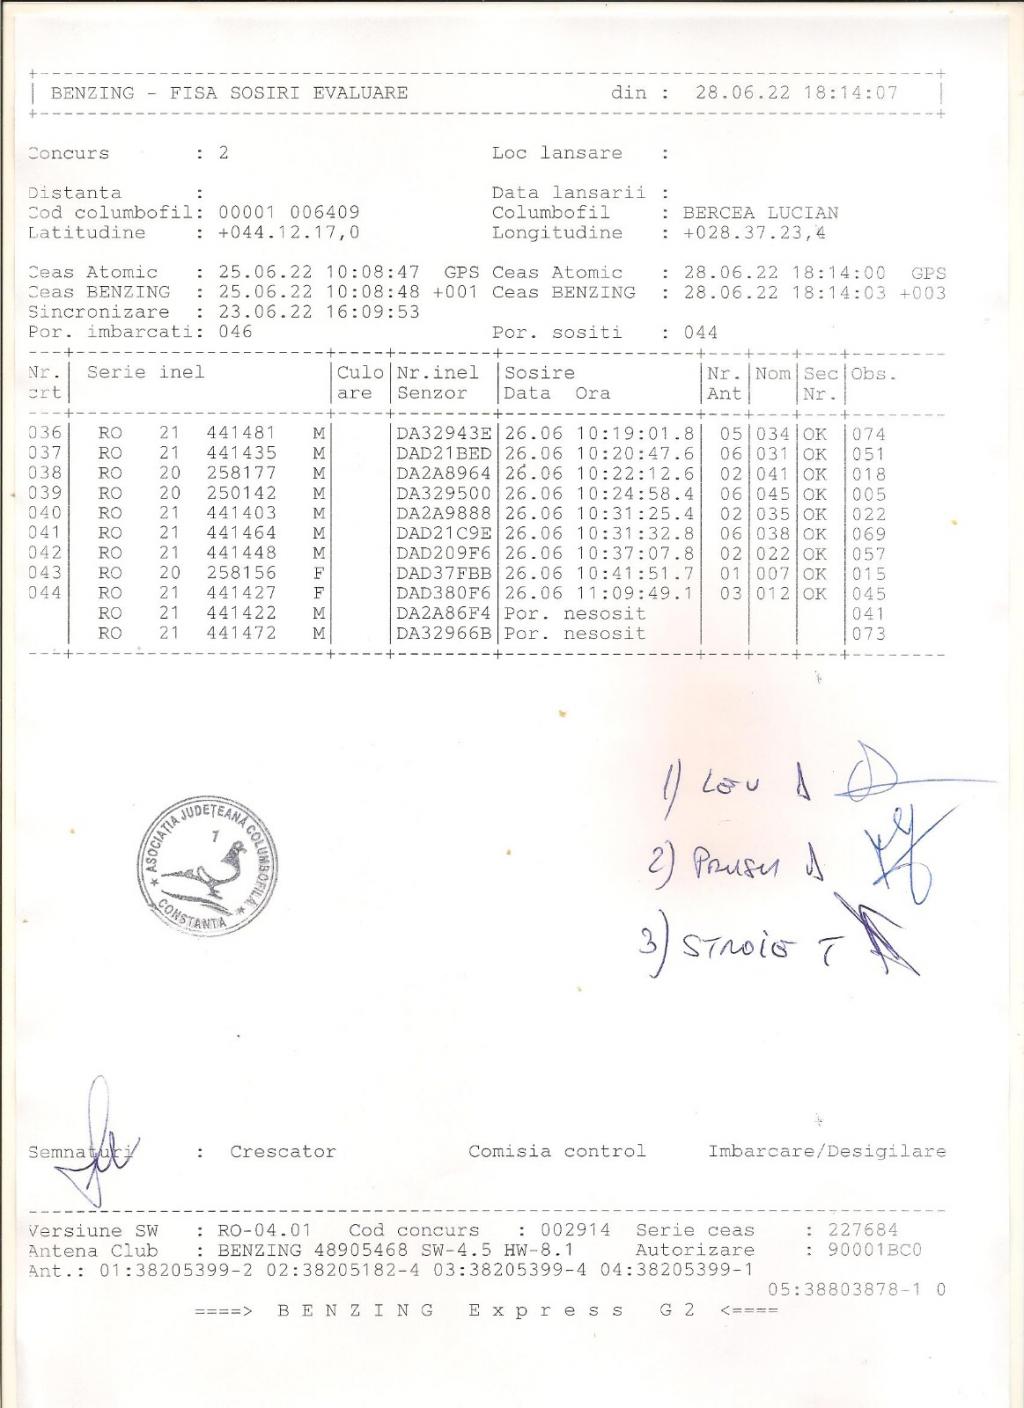 BENZING - FISA SOSIRI EVALUARE din : 28.06.22 18:14:07
Concurs : 2 Loc lansare :
Distanta : Data lansarii :
Cod columbofil: 00001 006409 Columbofil : BERCEA LUCIAN
Latitudine : +044.12.17,0 Longitudine : +028.37.23,4
Ceas Atomic : 25.06.22 10:08:47 GPS Ceas Atomic : 28.06.22 18:14:00 GPS
Ceas BENZING : 25.06.22 10:08:48 +001 Ceas BENZING : 28.06.22 18:14:03 +003
Sincronizare : 23.06.22 16:09:53
Por. imbarcati: 046 Por. sositi : 044
Nr. Serie inel Culo Nr.inel Sosire Nr. Nom Sec Obs.
crt are Senzor Data Ora Ant Nr.
036 RO 21 441481 M DA32943E 26.06 10:19:01.8 05 034 OK 074
037 RO 21 441435 M DAD21BED 26.06 10:20:47.6 06 031 OK 051
038 RO 20 258177 M DA2A8964 26.06 10:22:12.6 02 041 OK 018
039 RO 20 250142 M DA329500 26.06 10:24:58.4 06 045 OK 005
040 RO 21 441403 M DA2A9888 26.06 10:31:25.4 02 035 OK 022
041 RO 21 441464 M DAD21C9E 26.06 10:31:32.8 06 038 OK 069
042 RO 21 441448 M DAD209F6 26.06 10:37:07.8 02 022 OK 057
043 RO 20 258156 F DAD37FBB 26.06 10:41:51.7 01 007 OK 015
044 RO 21 441427 F DAD380F6 26.06 11:09:49.1 03 012 OK 045
RO 21 441422 M DA2A86F4 Por. nesosit 041
RO 21 441472 M DA32966B Por. nesosit 073
1) LEU A
2) A
3) STROIE T
ASOCIAȚIA JUDEȚEANĂ COLUMBOFILĂ
1
CONSTANTA
Semnaturi : Crescator Comisia control Imbarcare/Desigilare
Versiune SW : RO-04.01 Cod concurs : 002914 Serie ceas : 227684
Antena Club : BENZING 48905468 SW-4.5 HW-8.1 Autorizare : 90001BC0
Ant.: 01:38205399-2 02:38205182-4 03:38205399-4 04:38205399-1
05:38803878-1 0
====> BENZING Express G2 <====